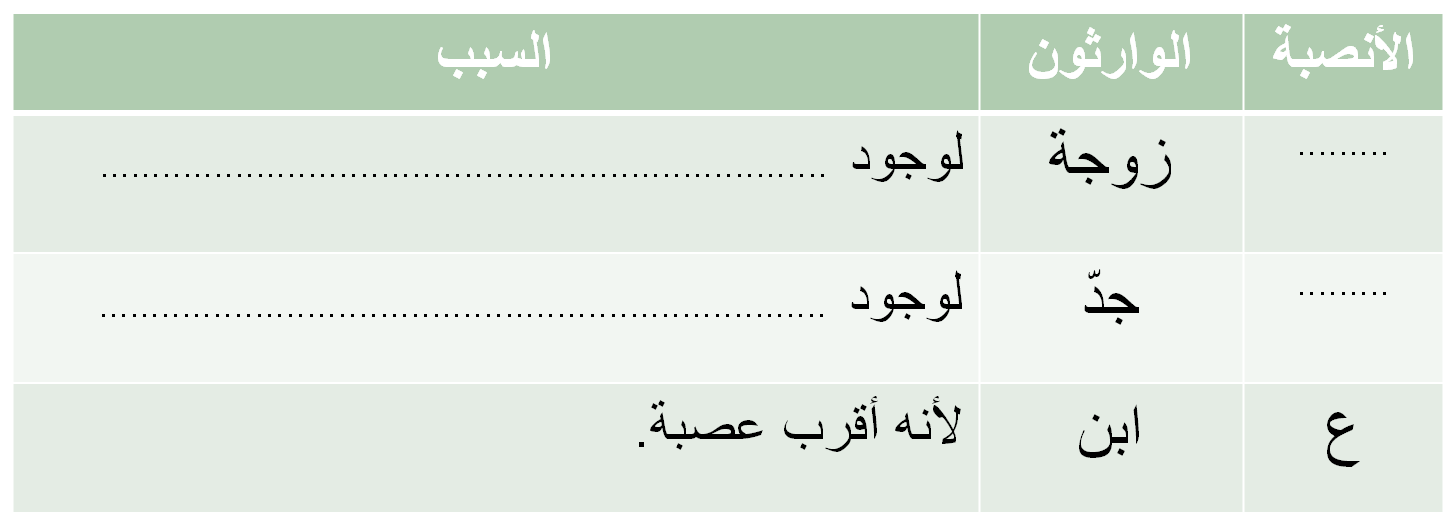 الأنصبة الوارثون السبب
......... زوجة لوجود ................................................................
......... جدّ لوجود ................................................................
ع ابن لأنه أقرب عصبة.